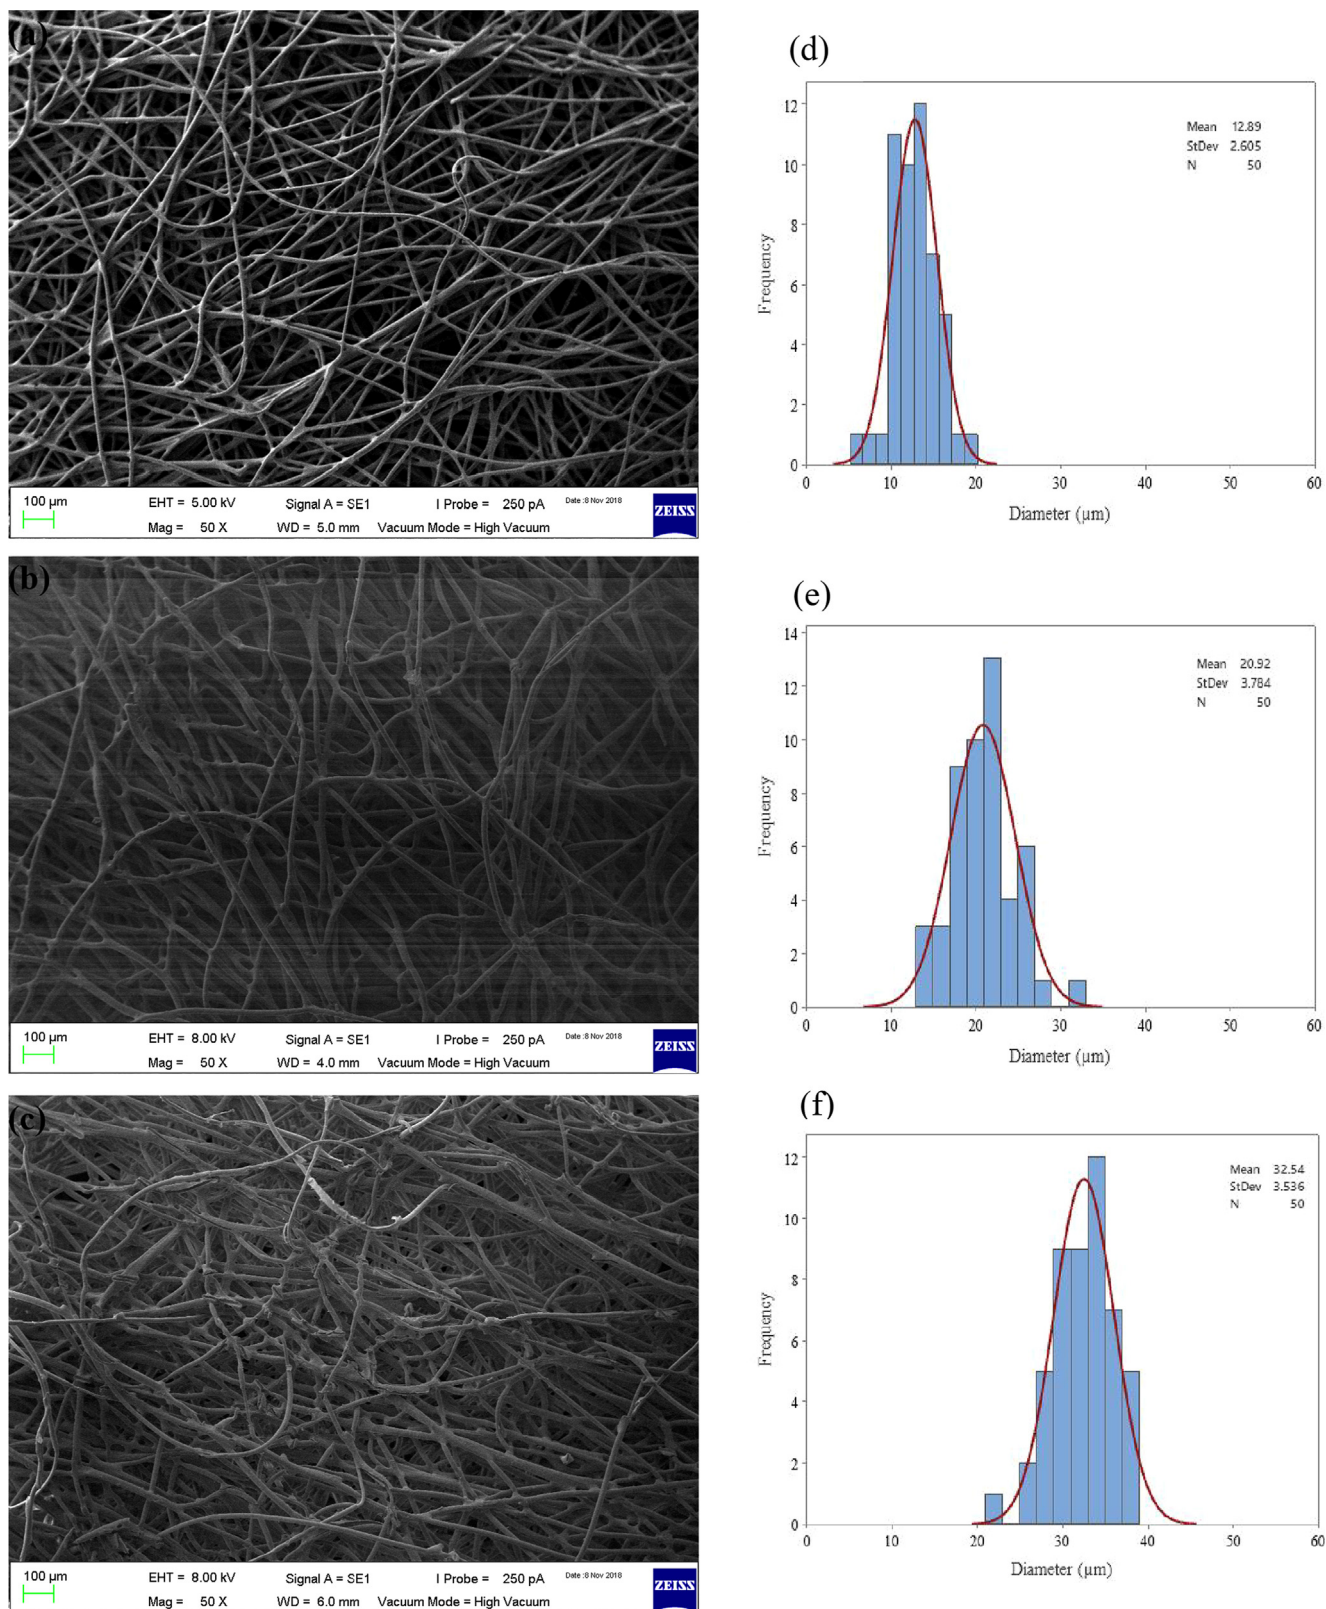 (a)
100 µm
EHT = 5.00 kV Signal A = SE1 I Probe = 250 pA Date :8 Nov 2018
Mag = 50 X WD = 5.0 mm Vacuum Mode = High Vacuum
ZEISS
(d)
12
10
8
6
4
2
0
Frequency
Mean 12.89
StDev 2.605
N 50
0 10 20 30 40 50 60
Diameter (µm)
(b)
100 µm
EHT = 8.00 kV Signal A = SE1 I Probe = 250 pA Date :8 Nov 2018
Mag = 50 X WD = 4.0 mm Vacuum Mode = High Vacuum
ZEISS
(e)
14
12
10
8
6
4
2
0
Frequency
Mean 20.92
StDev 3.784
N 50
0 10 20 30 40 50 60
Diameter (µm)
(c)
100 µm
EHT = 8.00 kV Signal A = SE1 I Probe = 250 pA Date :8 Nov 2018
Mag = 50 X WD = 6.0 mm Vacuum Mode = High Vacuum
ZEISS
(f)
12
10
8
6
4
2
0
Frequency
Mean 32.54
StDev 3.536
N 50
0 10 20 30 40 50 60
Diameter (µm)